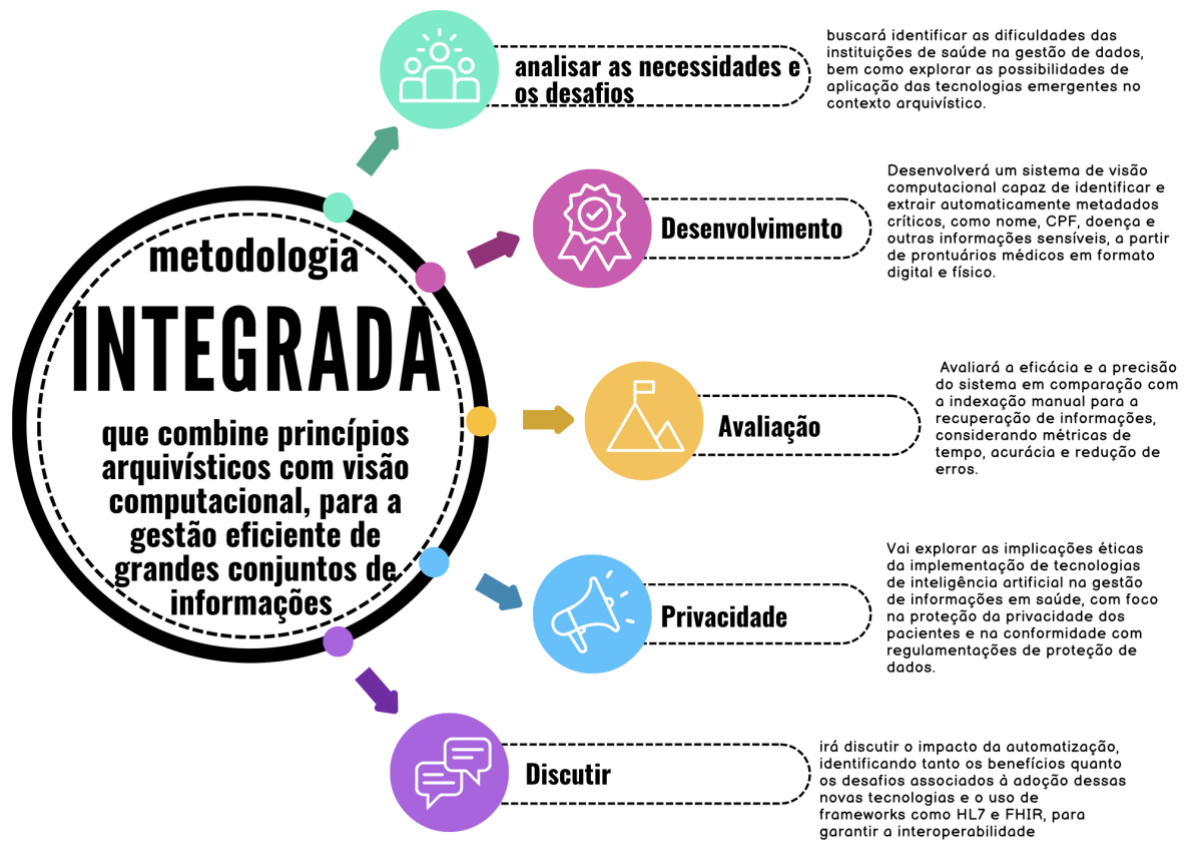 metodologia
INTEGRADA
que combine princípios
arquivísticos com visão
computacional, para a
gestão eficiente de
grandes conjuntos de
informações
analisar as necessidades e
os desafios
buscará identificar as dificuldades das
instituições de saúde na gestão de dados,
bem como explorar as possibilidades de
aplicação das tecnologias emergentes no
contexto arquivístico.
Desenvolvimento
Desenvolverá um sistema de visão
computacional capaz de identificar e
extrair automaticamente metadados
críticos, como nome, CPF, doença e
outras informações sensíveis, a partir
de prontuários médicos em formato
digital e físico.
Avaliação
Avaliará a eficácia e a precisão
do sistema em comparação com
a indexação manual para a
recuperação de informações,
considerando métricas de
tempo, acurácia e redução de
erros.
Privacidade
Vai explorar as implicações éticas
da implementação de tecnologias
de inteligência artificial na gestão
de informações em saúde, com foco
na proteção da privacidade dos
pacientes e na conformidade com
regulamentações de proteção de
dados.
Discutir
irá discutir o impacto da automatização,
identificando tanto os benefícios quanto
os desafios associados à adoção dessas
novas tecnologias e o uso de
frameworks como HL7 e FHIR, para
garantir a interoperabilidade